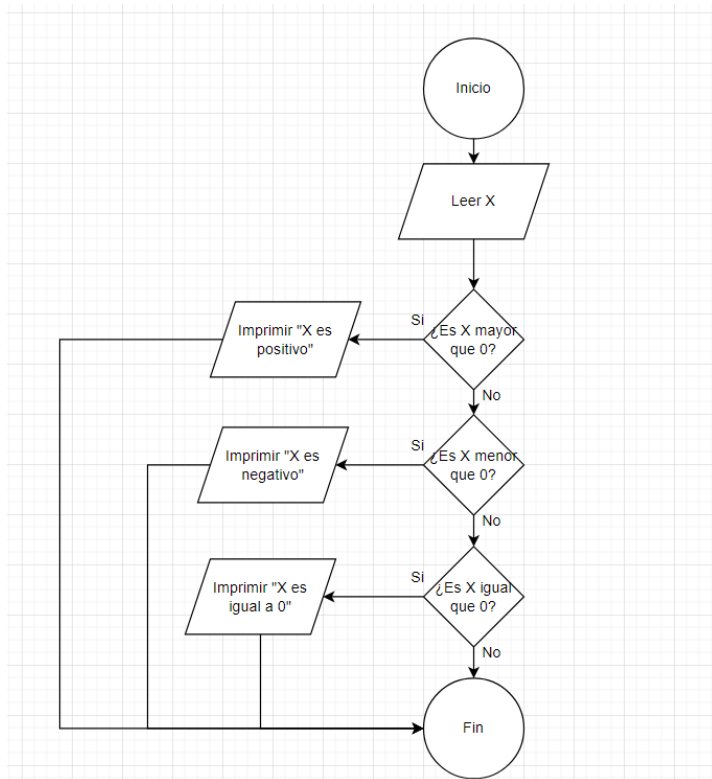 Inicio
Leer X
Si
¿Es X mayor
que 0?
Imprimir "X es
positivo"
No
Si
¿Es X menor
que 0?
Imprimir "X es
negativo"
No
Si
¿Es X igual
que 0?
Imprimir "X es
igual a 0"
No
Fin